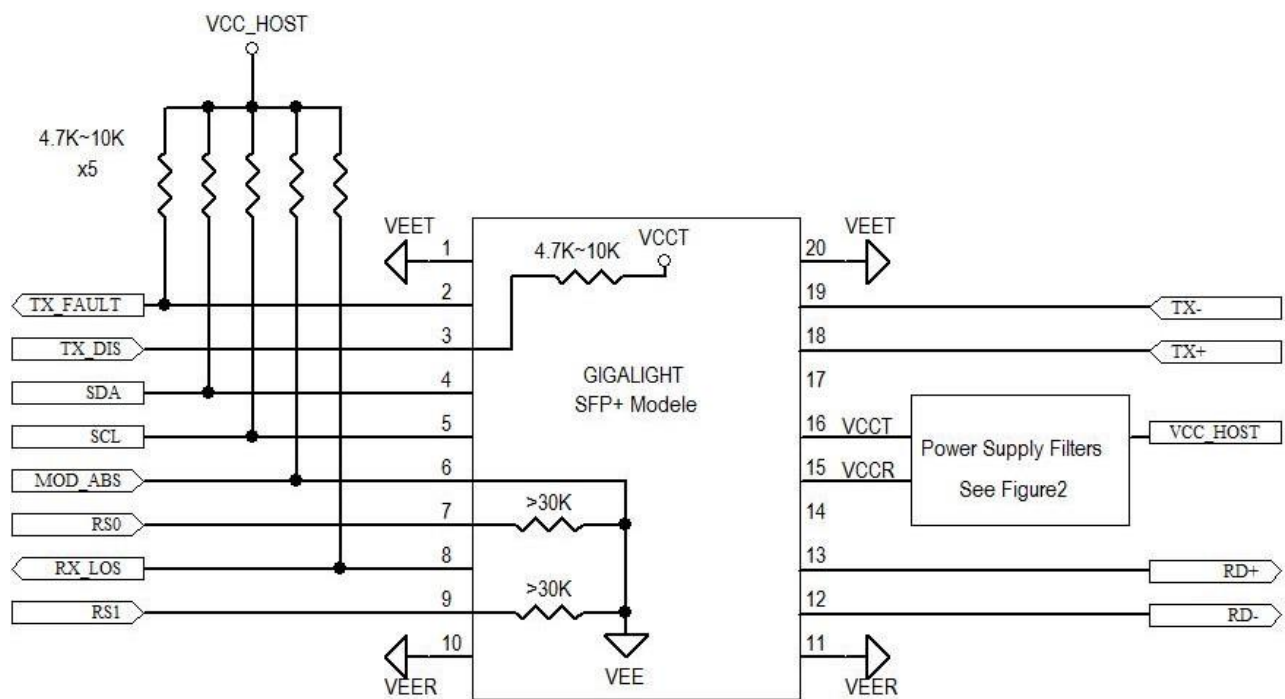 VCC_HOST
4.7K~10K
x5
VEET
1
4.7K~10K
VCCT
20
VEET
TX_FAULT
2
19
TX-
TX_DIS
3
18
TX+
SDA
4
GIGALIGHT
SFP+ Modele
17
SCL
5
16
VCCT
Power Supply Filters
See Figure2
VCC_HOST
MOD_ABS
6
15
VCCR
RS0
7
>30K
14
RX_LOS
8
13
RD+
RS1
9
>30K
12
RD-
VEER
10
VEE
11
VEER